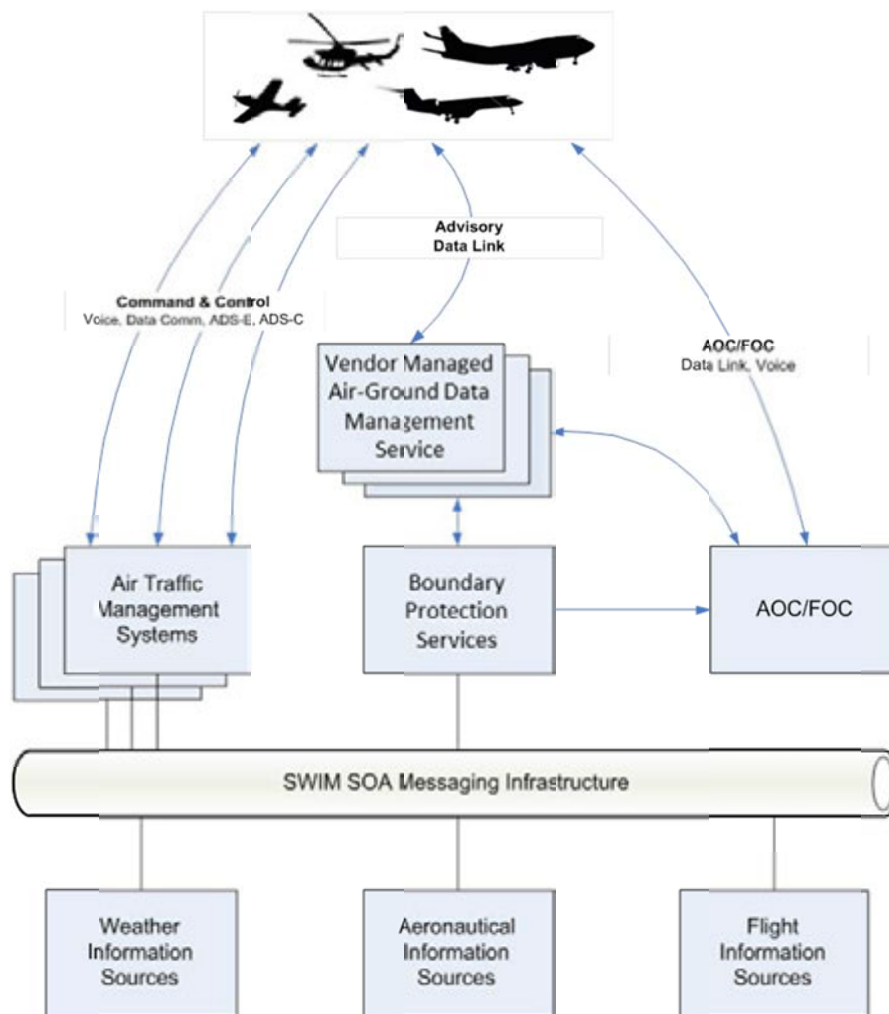 Advisory
Data Link
Command & Control
Voice, Data Comm, ADS-B, ADS-C
AOC/FOC
Data Link, Voice
Vendor Managed
Air-Ground Data
Management
Service
Air Traffic
Management
Systems
Boundary
Protection
Services
AOC/FOC
SWIM SOA Messaging Infrastructure
Weather
Information
Sources
Aeronautical
Information
Sources
Flight
Information
Sources